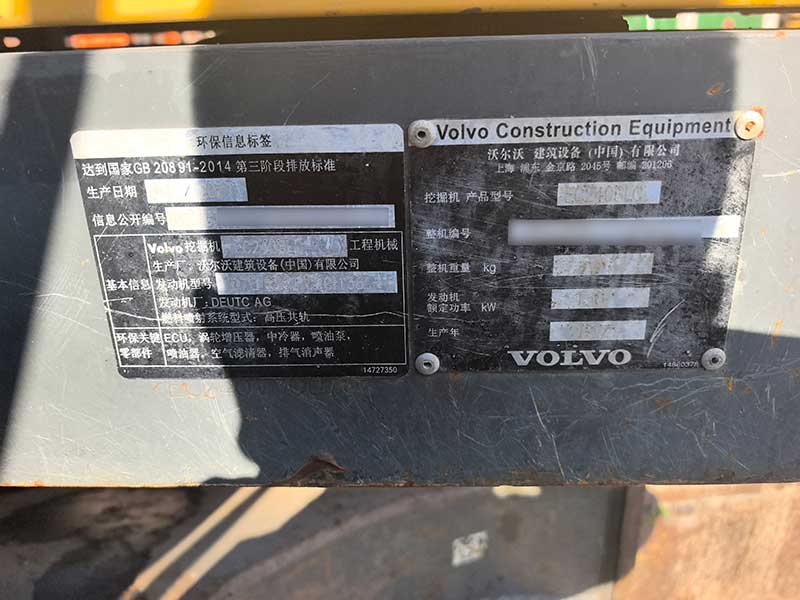 环保信息标签
达到国家GB 20891-2014 第三阶段排放标准
生产日期
信息公开编号
Volvo挖掘机 工程机械
生产厂: 沃尔沃建筑设备(中国)有限公司
基本信息 发动机型号
发动机厂: DEUTC AG
燃料喷射系统型式: 高压共轨
环保关键 ECU, 涡轮增压器, 中冷器, 喷油泵,
零部件 喷油器, 空气滤清器, 排气消声器
14727350
Volvo Construction Equipment
沃尔沃 建筑设备 (中国) 有限公司
上海 浦东 金京路 2045号 邮编 201206
挖掘机 产品型号
整机编号
整机重量 kg
发动机
额定功率 kW
生产年
VOLVO